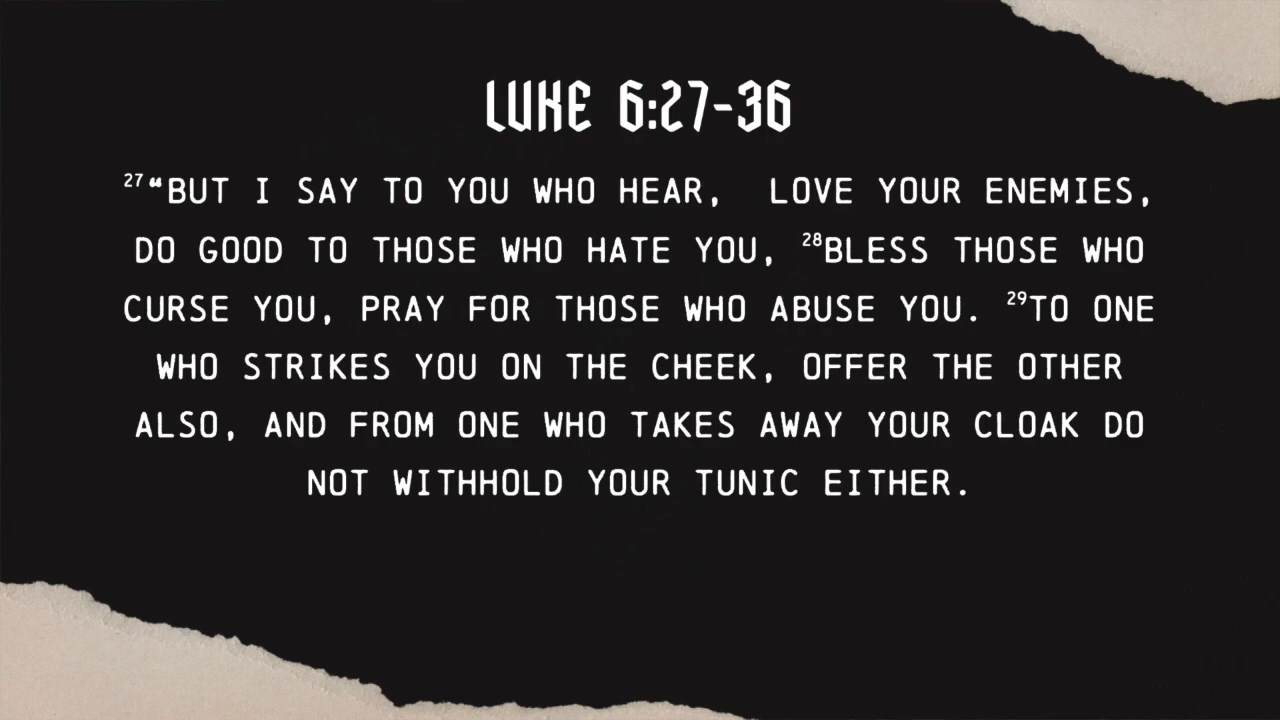 LUKE 6:27-36
27“BUT I SAY TO YOU WHO HEAR,  LOVE YOUR ENEMIES,
DO GOOD TO THOSE WHO HATE YOU, 28BLESS THOSE WHO
CURSE YOU, PRAY FOR THOSE WHO ABUSE YOU. 29TO ONE
WHO STRIKES YOU ON THE CHEEK, OFFER THE OTHER
ALSO, AND FROM ONE WHO TAKES AWAY YOUR CLOAK DO
NOT WITHHOLD YOUR TUNIC EITHER.